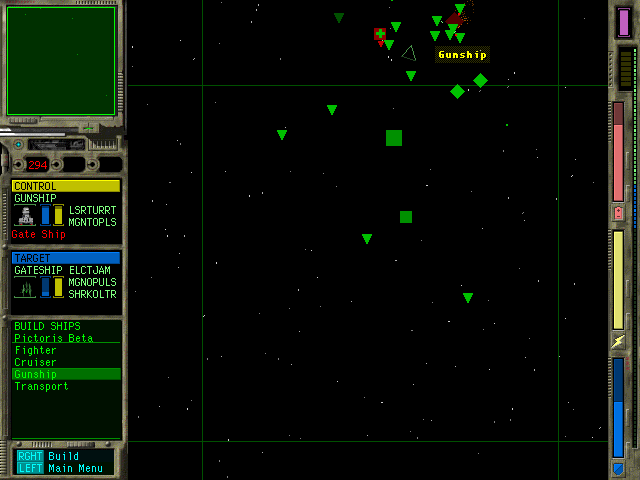 Gunship
294
CONTROL
GUNSHIP
LSRTURRT
MGNTOPLS
Gate Ship
TARGET
GATESHIP ELCTJAM
MGNOPULS
SHRKOLTR
BUILD SHIPS
Pictoris Beta
Fighter
Cruiser
Gunship
Transport
RGHT Build
LEFT Main Menu